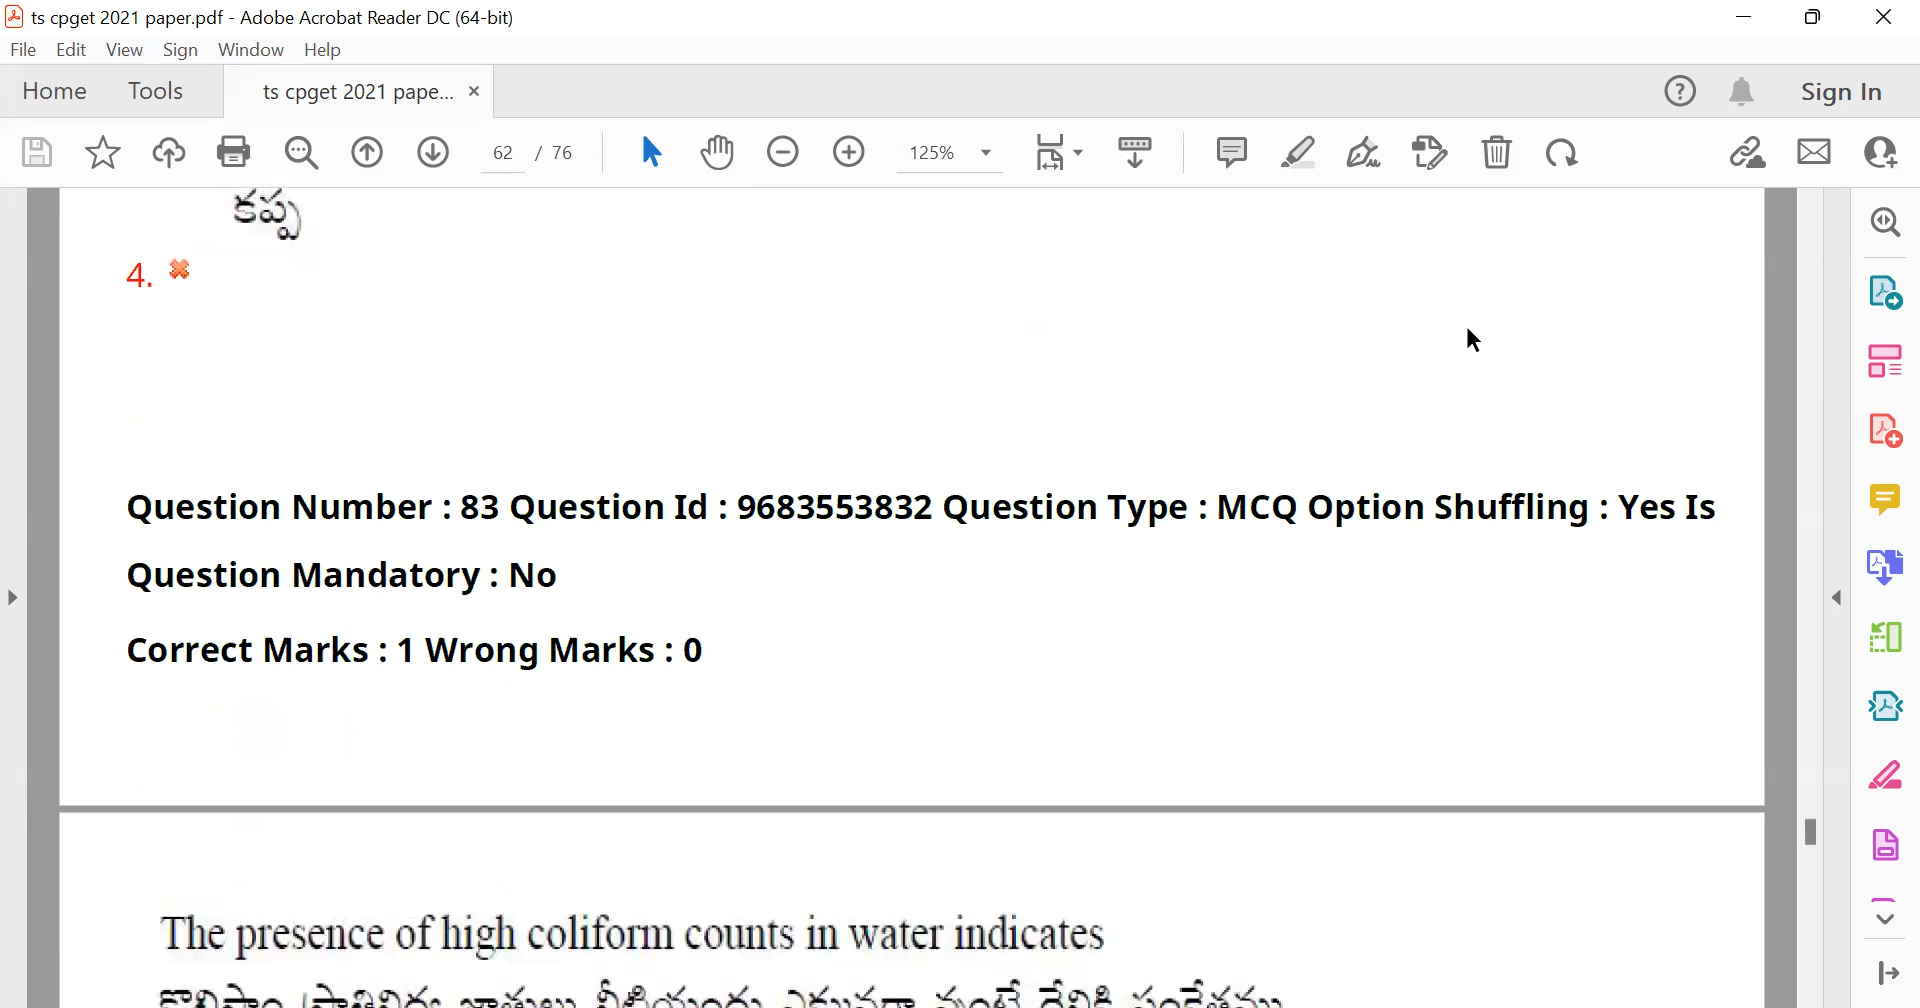 ts cpget 2021 paper.pdf - Adobe Acrobat Reader DC (64-bit)
File Edit View Sign Window Help
Home Tools ts cpget 2021 pape... × Sign In
62 / 76 125%
కప్ప
4.
Question Number : 83 Question Id : 9683553832 Question Type : MCQ Option Shuffling : Yes Is
Question Mandatory : No
Correct Marks : 1 Wrong Marks : 0
The presence of high coliform counts in water indicates